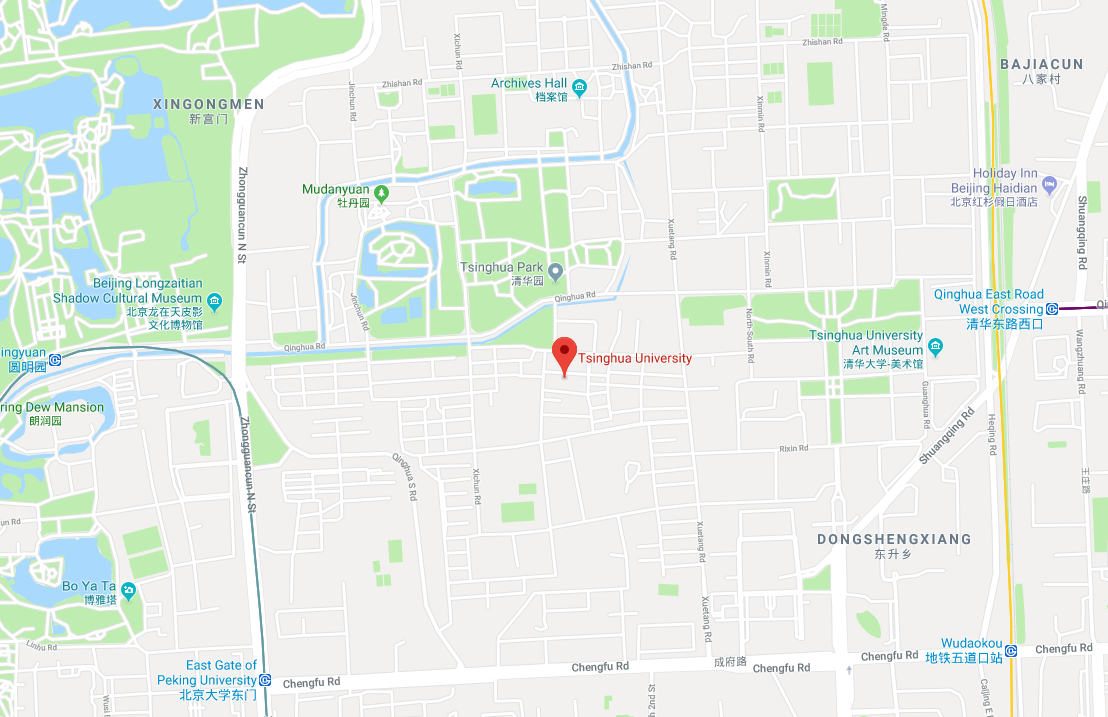 Zhishan Rd
Mingde Rd
Xichun Rd
BAJIACUN
八家村
Zhishan Rd
Archives Hall
档案馆
Zhishan Rd
Jinchun Rd
XINGONGMEN
新富门
Xinmin Rd
Holiday Inn
Beijing Haidian
北京红杉假日酒店
Mudanyuan
牡丹园
Zhongguancun N St
Shuangqing Rd
Xuetang Rd
Xinmin Rd
Tsinghua Park
清华园
Beijing Longzaitian
Shadow Cultural Museum
北京龙在天皮影
文化博物馆
Jinchun Rd
Qinghua Rd
Qinghua East Road
West Crossing
清华东路西口
Qi
North-South Rd
Tsinghua University
Art Museum
清华大学-美术馆
Qinghua Rd
ingyuan
圆明园
Tsinghua University
Wangzhuang Rd
Guanghua Rd
ring Dew Mansion
朗润园
Shuangqing Rd
Heqing Rd
Zhongguancun N St
Rixin Rd
Qinghua S Rd
Xichun Rd
王庄路
un Rd
Xuetang Rd
DONGSHENGXIANG
东升乡
Bo Ya Ta
博雅塔
Xuetang Rd
Linhu Rd
Wudaokou
地铁五道口站
Chengfu Rd
Chengfu Rd
成府路
Chengfu Rd
Chengfu Rd
East Gate of
Peking University
北京大学东门
Chengfu Rd
Wusi R
h 2nd St
Caijing E